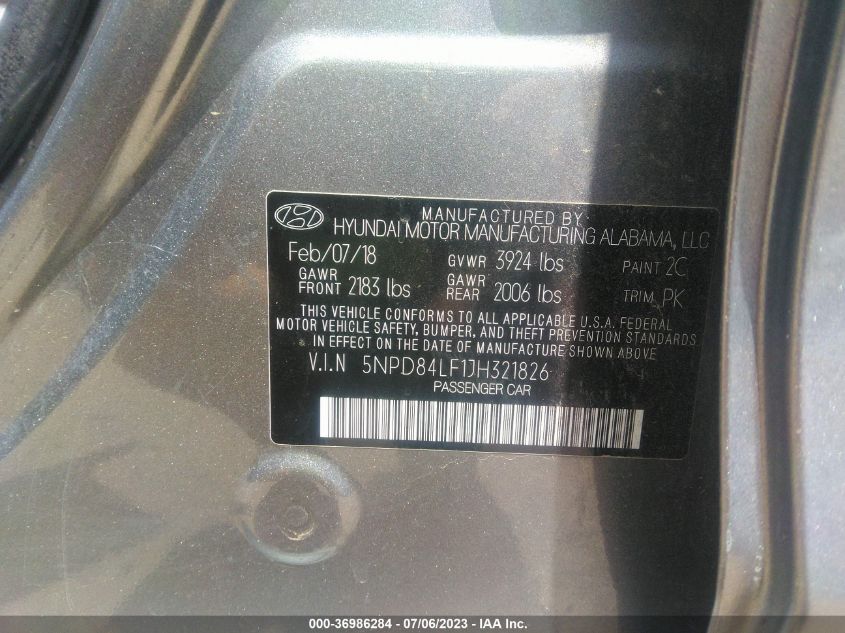 MANUFACTURED BY
HYUNDAI MOTOR MANUFACTURING ALABAMA, LLC
Feb/07/18 GVWR 3924 lbs PAINT 2C
GAWR FRONT 2183 lbs GAWR REAR 2006 lbs TRIM PK
THIS VEHICLE CONFORMS TO ALL APPLICABLE U.S.A. FEDERAL
MOTOR VEHICLE SAFETY, BUMPER, AND THEFT PREVENTION STANDARDS
IN EFFECT ON THE DATE OF MANUFACTURE SHOWN ABOVE
V.I.N 5NPD84LF1JH321826
PASSENGER CAR
000-36986284 - 07/06/2023 - IAA Inc.